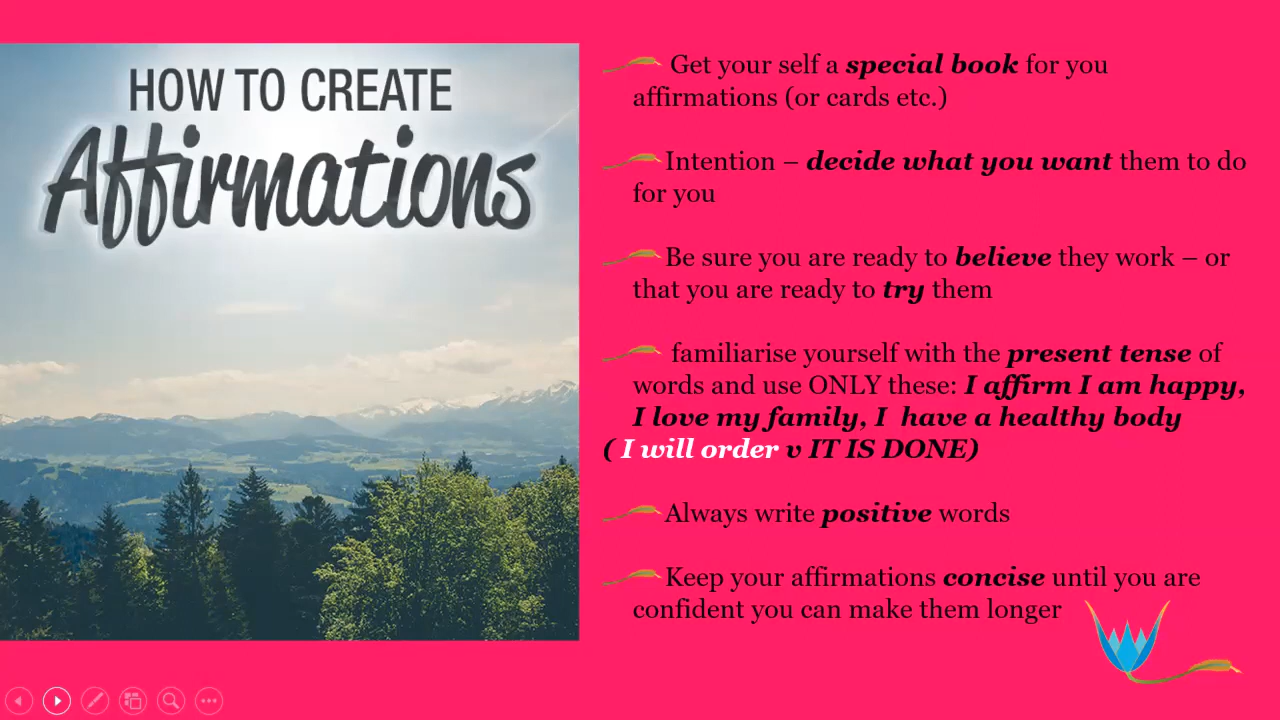 HOW TO CREATE
Affirmations
Get your self a special book for you
affirmations (or cards etc.)
Intention – decide what you want them to do
for you
Be sure you are ready to believe they work – or
that you are ready to try them
familiarise yourself with the present tense of
words and use ONLY these: I affirm I am happy,
I love my family, I have a healthy body
( I will order v IT IS DONE)
Always write positive words
Keep your affirmations concise until you are
confident you can make them longer